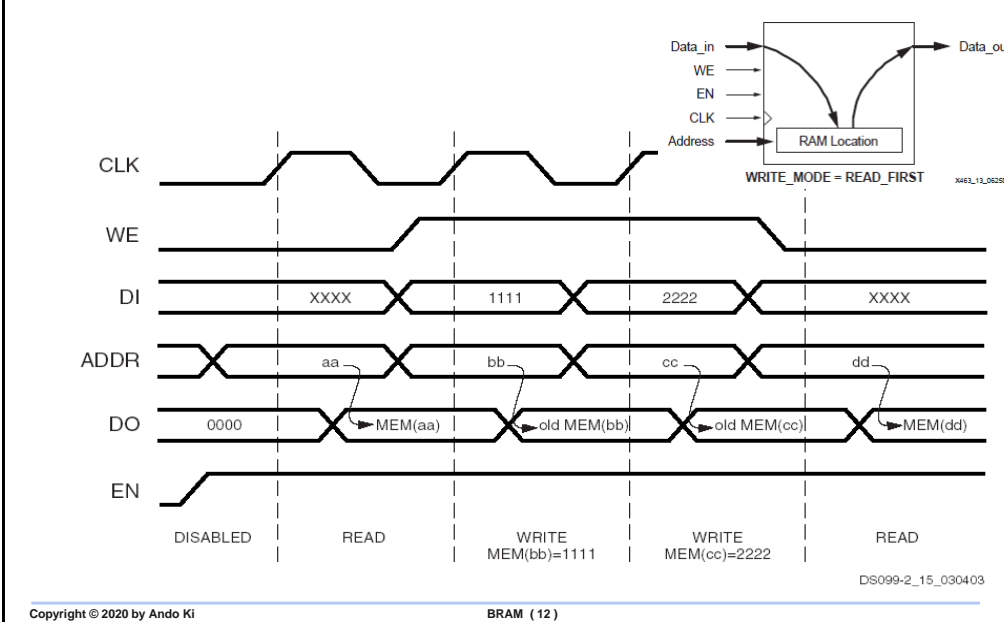 Data_in
Data_ou
WE
EN
CLK
Address
RAM Location
WRITE_MODE = READ_FIRST
CLK
WE
DI XXXX 1111 2222 XXXX
ADDR aa bb cc dd
DO 0000 MEM(aa) old MEM(bb) old MEM(cc) MEM(dd)
EN
DISABLED READ WRITE WRITE READ
MEM(bb)=1111 MEM(cc)=2222
DS099-2_15_030403
Copyright © 2020 by Ando Ki BRAM ( 12 )